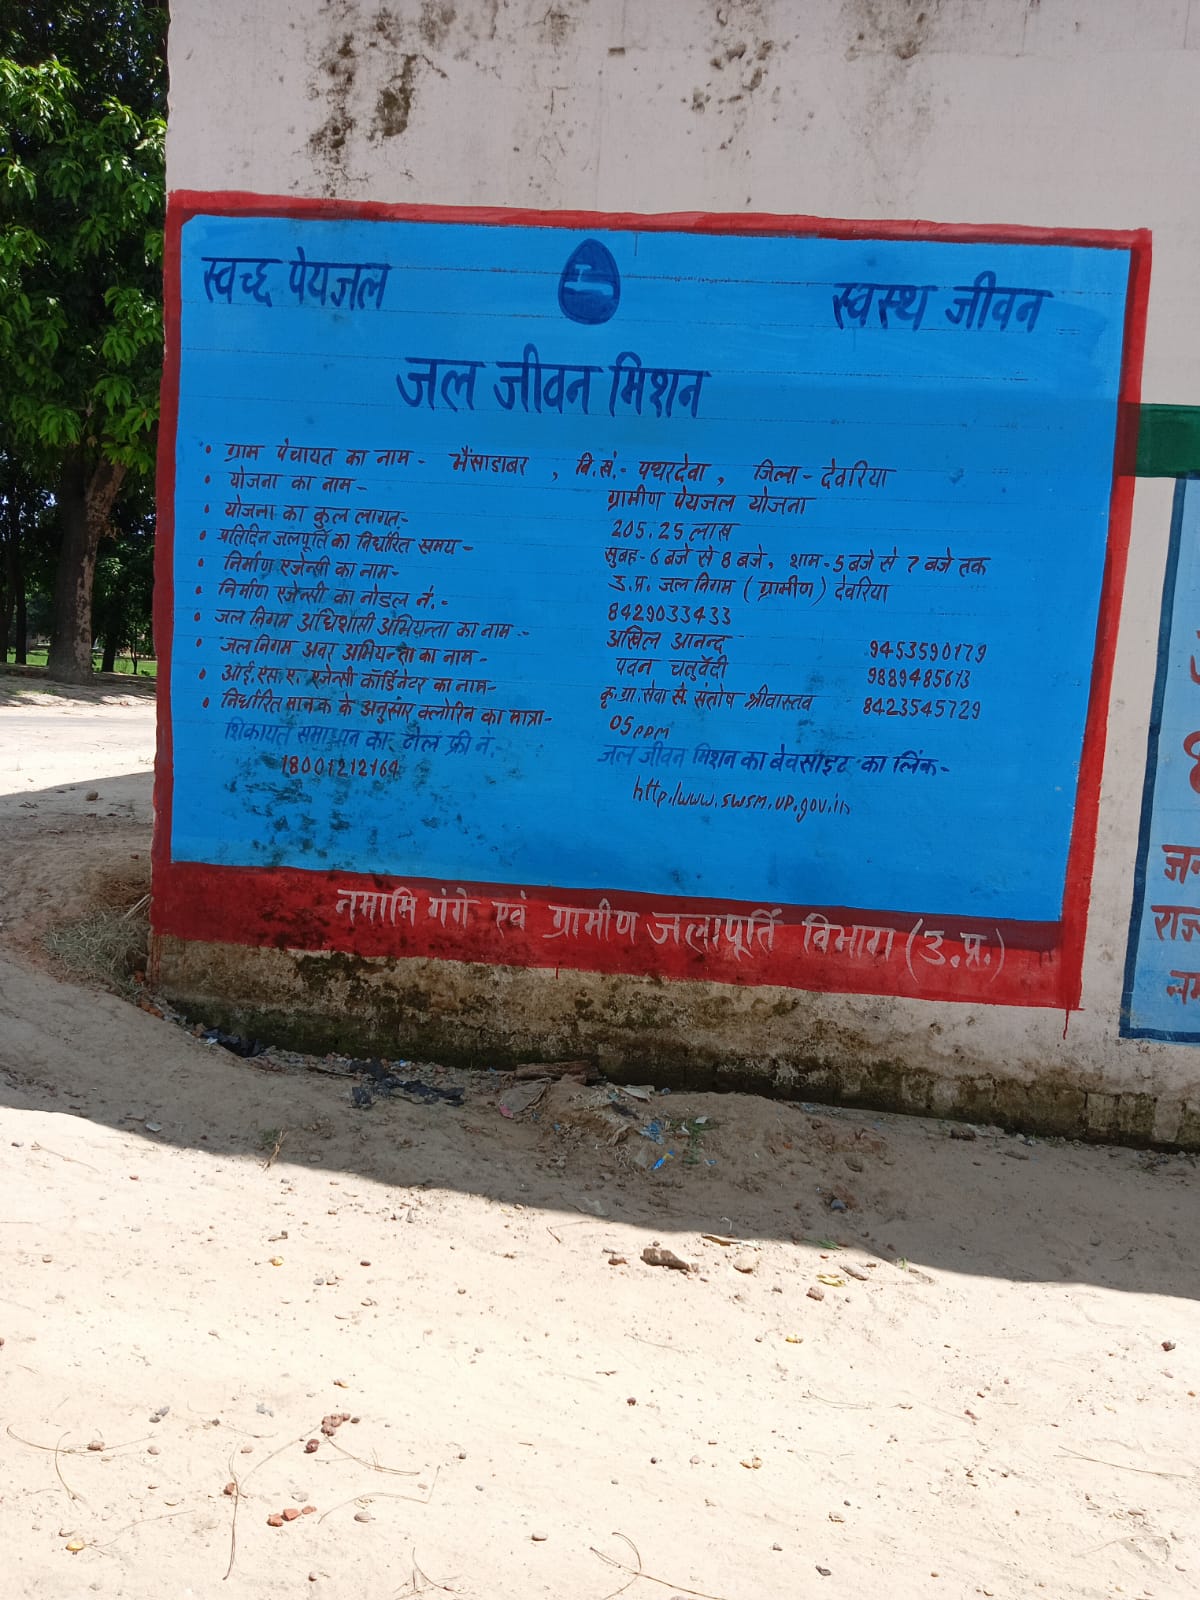 स्वच्छ पेयजल
स्वस्थ जीवन
जल जीवन मिशन
• ग्राम पंचायत का नाम - भैंसाडाबर , वि.खं.- पथरदेवा , जिला - देवरिया
• योजना का नाम - ग्रामीण पेयजल योजना
• योजना का कुल लागत- 205.25 लाख
• प्रतिदिन जलपूर्ति का निर्धारित समय - सुबह - 6 बजे से 8 बजे, शाम - 5 बजे से 7 बजे तक
• निर्माण एजेन्सी का नाम- उ.प्र. जल निगम (ग्रामीण) देवरिया
• निर्माण एजेन्सी का नोडल नं. - 8429033433
• जल निगम अधिशासी अभियन्ता का नाम - अखिल आनन्द 9453590179
• जल निगम अवर अभियन्ता का नाम - पवन चतुर्वेदी 9889485613
• आई.एस.ए. एजेन्सी कॉर्डिनेटर का नाम- कृ.ग्रा.सेवा सं. संतोष श्रीवास्तव 8423545729
• निर्धारित मानक के अनुसार क्लोरिन का मात्रा- 05 PPM
शिकायत समाधान का टोल फ्री नं.
18001212164
जल जीवन मिशन का बेवसाइट का लिंक -
http./www.swsm.up.gov.in
नमामि गंगे एवं ग्रामीण जलापूर्ति विभाग (उ.प्र.)